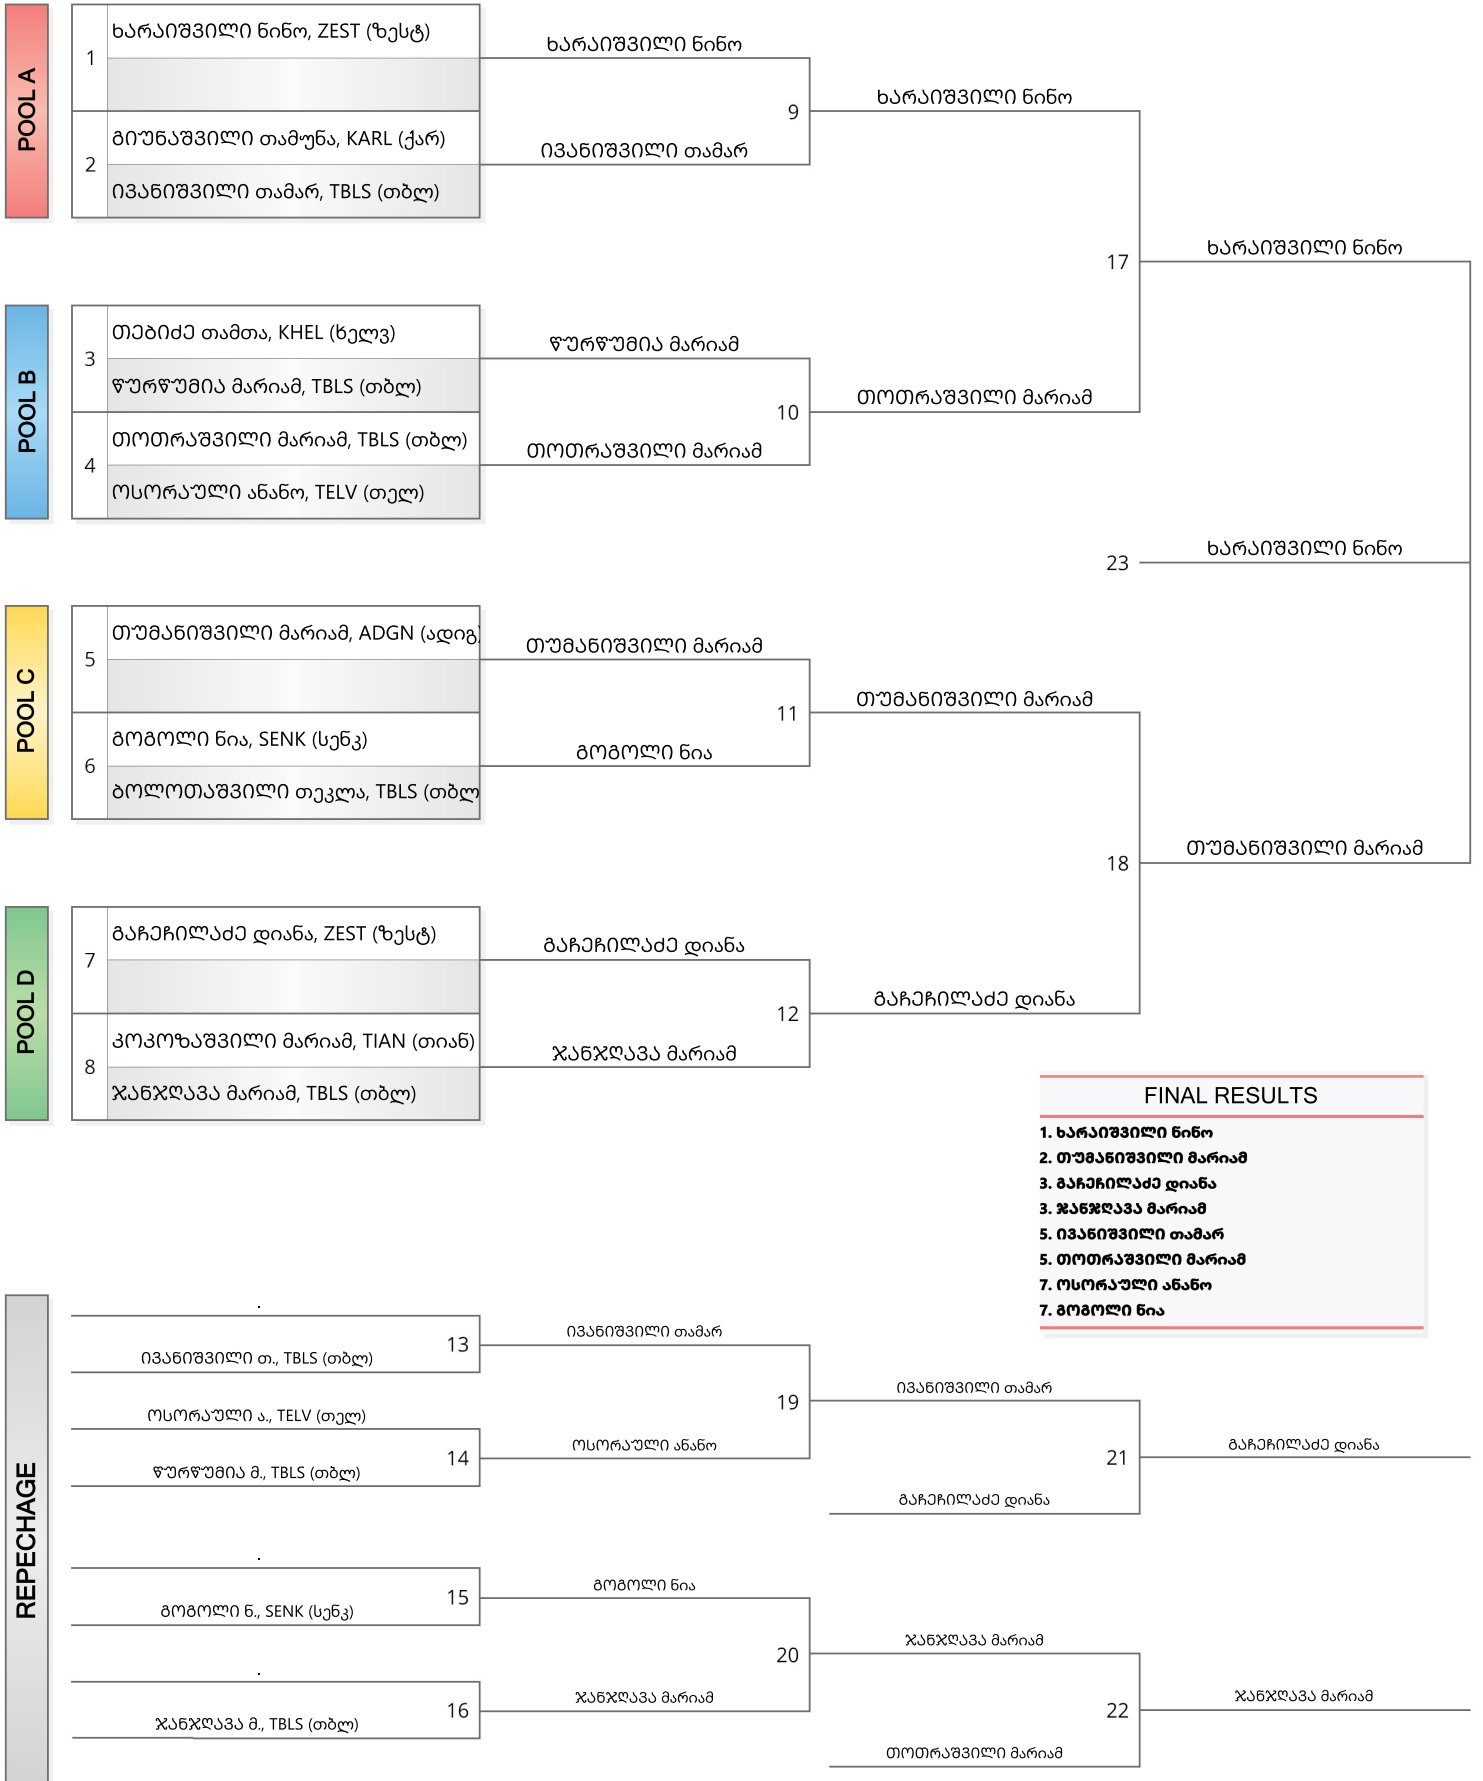 POOL A
1
ხარაიშვილი ნინო, ZEST (ზესტ)
2
გიუნაშვილი თამუნა, KARL (ქარ)
ივანიშვილი თამარ, TBLS (თბლ)
ხარაიშვილი ნინო
ივანიშვილი თამარ
9
ხარაიშვილი ნინო
POOL B
3
თებიძე თამთა, KHEL (ხელვ)
წურწუმია მარიამ, TBLS (თბლ)
4
თოთრაშვილი მარიამ, TBLS (თბლ)
ოსორაული ანანო, TELV (თელ)
წურწუმია მარიამ
თოთრაშვილი მარიამ
10
თოთრაშვილი მარიამ
17
ხარაიშვილი ნინო
23
ხარაიშვილი ნინო
POOL C
5
თუმანიშვილი მარიამ, ADGN (ადიგ)
6
გოგოლი ნია, SENK (სენკ)
ბოლოთაშვილი თეკლა, TBLS (თბლ
თუმანიშვილი მარიამ
გოგოლი ნია
11
თუმანიშვილი მარიამ
POOL D
7
გაჩეჩილაძე დიანა, ZEST (ზესტ)
8
კოკოზაშვილი მარიამ, TIAN (თიან)
ჯანჯღავა მარიამ, TBLS (თბლ)
გაჩეჩილაძე დიანა
ჯანჯღავა მარიამ
12
გაჩეჩილაძე დიანა
18
თუმანიშვილი მარიამ
FINAL RESULTS
1. ხარაიშვილი ნინო
2. თუმანიშვილი მარიამ
3. გაჩეჩილაძე დიანა
3. ჯანჯღავა მარიამ
5. ივანიშვილი თამარ
5. თოთრაშვილი მარიამ
7. ოსორაული ანანო
7. გოგოლი ნია
REPECHAGE
.
ივანიშვილი თ., TBLS (თბლ)
13
ივანიშვილი თამარ
ოსორაული ა., TELV (თელ)
წურწუმია მ., TBLS (თბლ)
14
ოსორაული ანანო
19
ივანიშვილი თამარ
გაჩეჩილაძე დიანა
21
გაჩეჩილაძე დიანა
.
გოგოლი ნ., SENK (სენკ)
15
გოგოლი ნია
.
ჯანჯღავა მ., TBLS (თბლ)
16
ჯანჯღავა მარიამ
20
ჯანჯღავა მარიამ
თოთრაშვილი მარიამ
22
ჯანჯღავა მარიამ